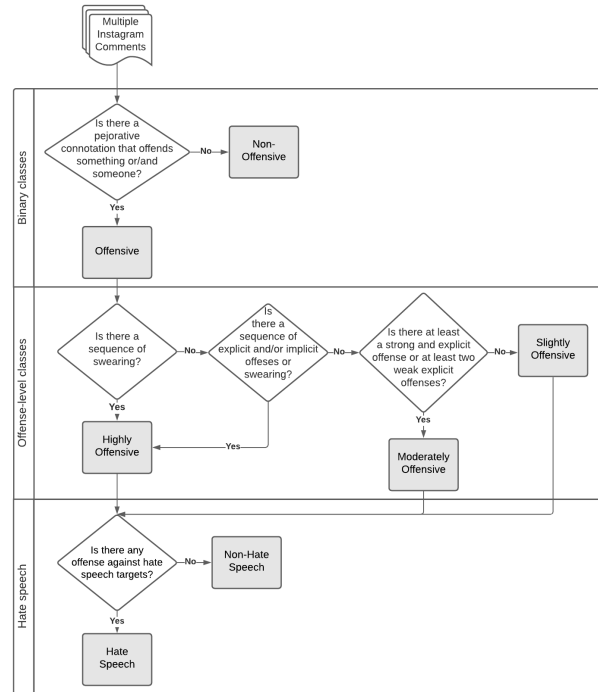 Multiple
Instagram
Comments
Binary classes
Is there a
pejorative
connotation that offends
something or/and
someone?
No
Non-
Offensive
Yes
Offensive
Offense-level classes
Is there a
sequence of
swearing?
No
Is
there a
sequence of
explicit and/or implicit
offeses or
swearing?
No
Is there at least
a strong and explicit
offense or at least two
weak explicit
offenses?
No
Slightly
Offensive
Yes
Highly
Offensive
Yes
Yes
Moderately
Offensive
Hate speech
Is there any
offense against hate
speech targets?
No
Non-Hate
Speech
Yes
Hate
Speech